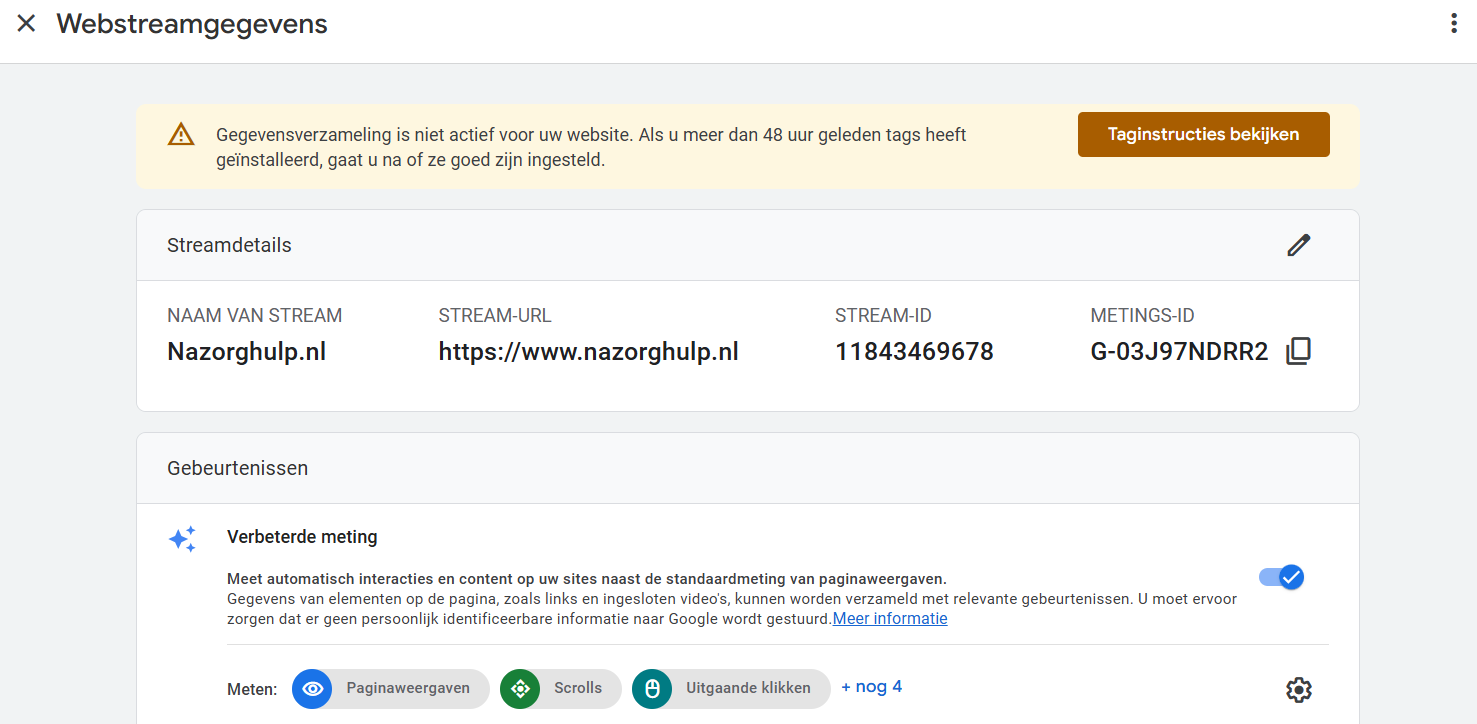 Webstreamgegevens
Gegevensverzameling is niet actief voor uw website. Als u meer dan 48 uur geleden tags heeft
geïnstalleerd, gaat u na of ze goed zijn ingesteld.
Taginstructies bekijken
Streamdetails
NAAM VAN STREAM
Nazorghulp.nl
STREAM-URL
https://www.nazorghulp.nl
STREAM-ID
11843469678
METINGS-ID
G-03J97NDRR2
Gebeurtenissen
Verbeterde meting
Meet automatisch interacties en content op uw sites naast de standaardmeting van paginaweergaven.
Gegevens van elementen op de pagina, zoals links en ingesloten video's, kunnen worden verzameld met relevante gebeurtenissen. U moet ervoor
zorgen dat er geen persoonlijk identificeerbare informatie naar Google wordt gestuurd.Meer informatie
Meten: Paginaweergaven Scrolls Uitgaande klikken + nog 4